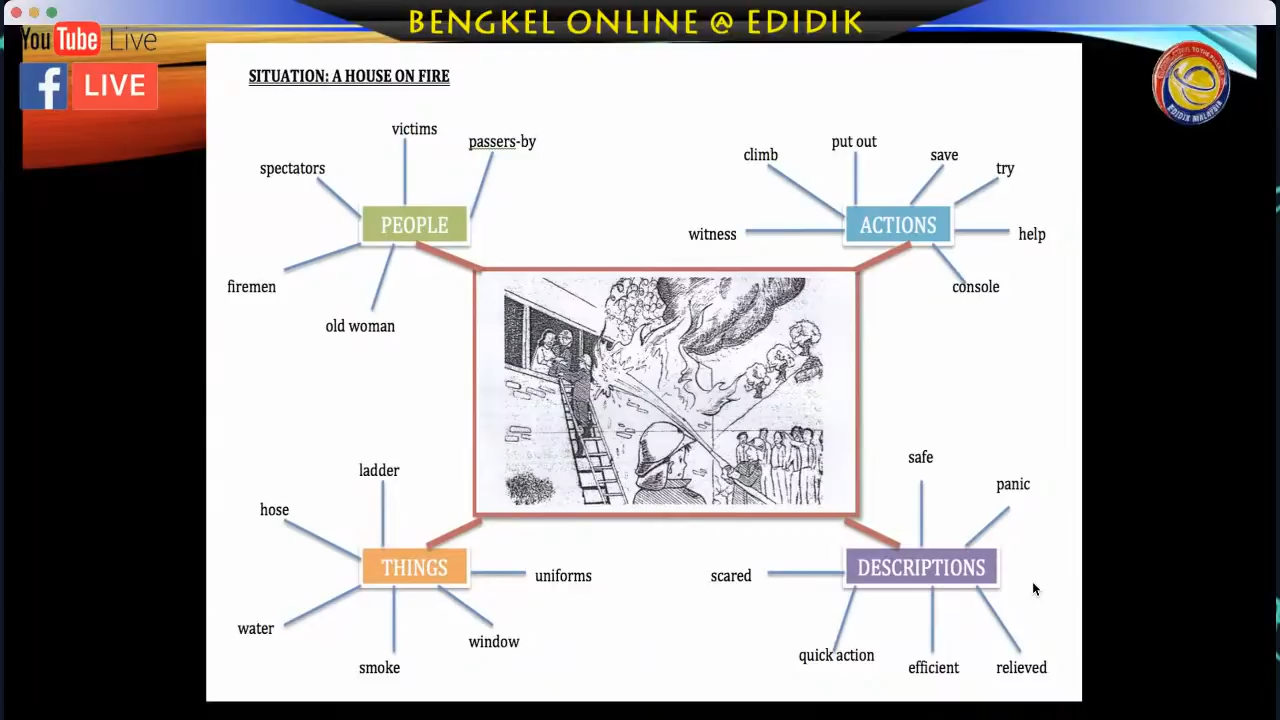 BENGKEL ONLINE @ EDIDIK
YouTube Live
f LIVE
EDIDIK MALAYSIA
SITUATION: A HOUSE ON FIRE
victims
passers-by
spectators
PEOPLE
firemen
old woman
climb
put out
save
try
witness
ACTIONS
help
console
ladder
hose
THINGS
uniforms
water
window
smoke
safe
panic
scared
DESCRIPTIONS
quick action
efficient
relieved